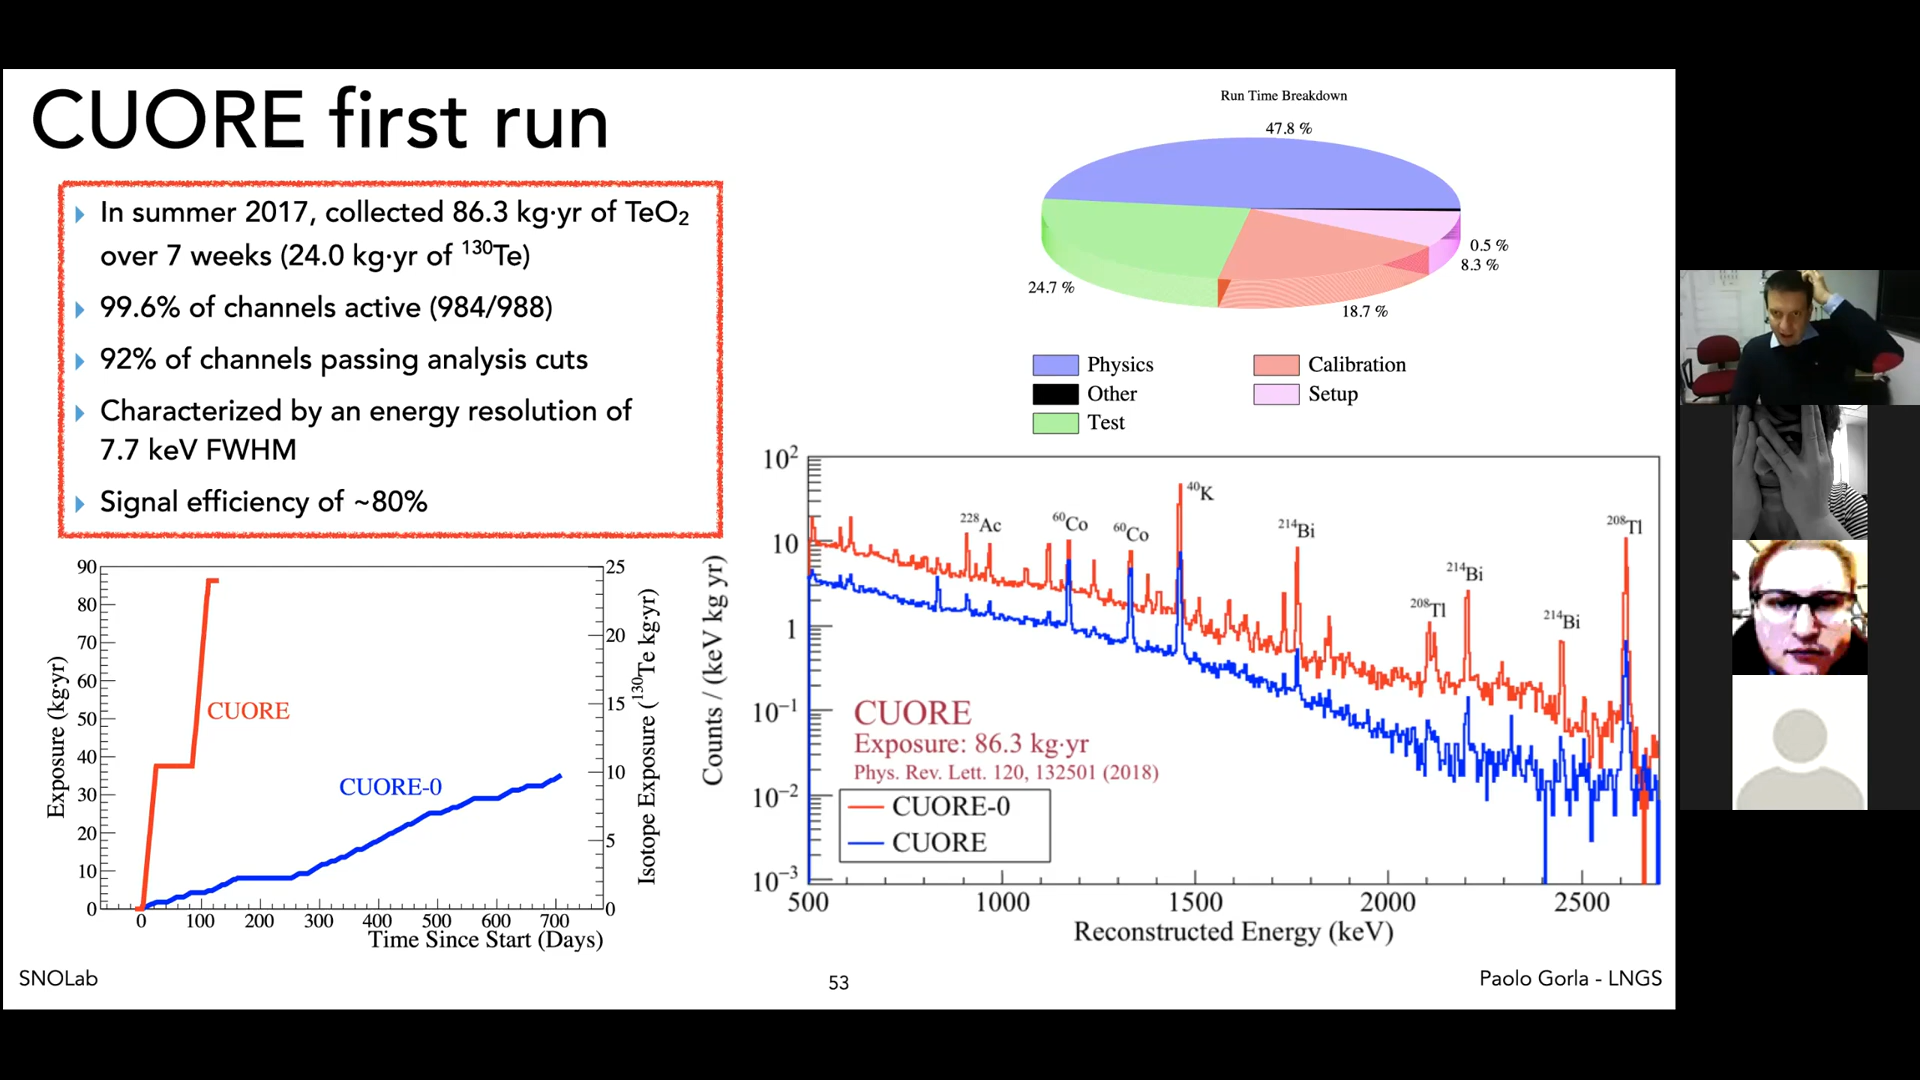 CUORE first run
In summer 2017, collected 86.3 kg·yr of TeO₂
over 7 weeks (24.0 kg·yr of ¹³⁰Te)
99.6% of channels active (984/988)
92% of channels passing analysis cuts
Characterized by an energy resolution of
7.7 keV FWHM
Signal efficiency of ~80%
Run Time Breakdown
47.8 %
0.5 %
8.3 %
24.7 %
18.7 %
Physics
Calibration
Other
Setup
Test
90
80
70
60
50
40
30
20
10
0
Exposure (kg·yr)
25
20
15
10
5
0
Isotope Exposure (¹³⁰Te kg·yr)
CUORE
CUORE-0
0 100 200 300 400 500 600 700
Time Since Start (Days)
10²
10
1
10⁻¹
10⁻²
10⁻³
Counts / (keV kg yr)
²²⁸Ac
⁶⁰Co
⁶⁰Co
⁴⁰K
²¹⁴Bi
²⁰⁸Tl
²¹⁴Bi
²¹⁴Bi
²⁰⁸Tl
CUORE
Exposure: 86.3 kg·yr
Phys. Rev. Lett. 120, 132501 (2018)
CUORE-0
CUORE
500 1000 1500 2000 2500
Reconstructed Energy (keV)
SNOLab
53
Paolo Gorla - LNGS